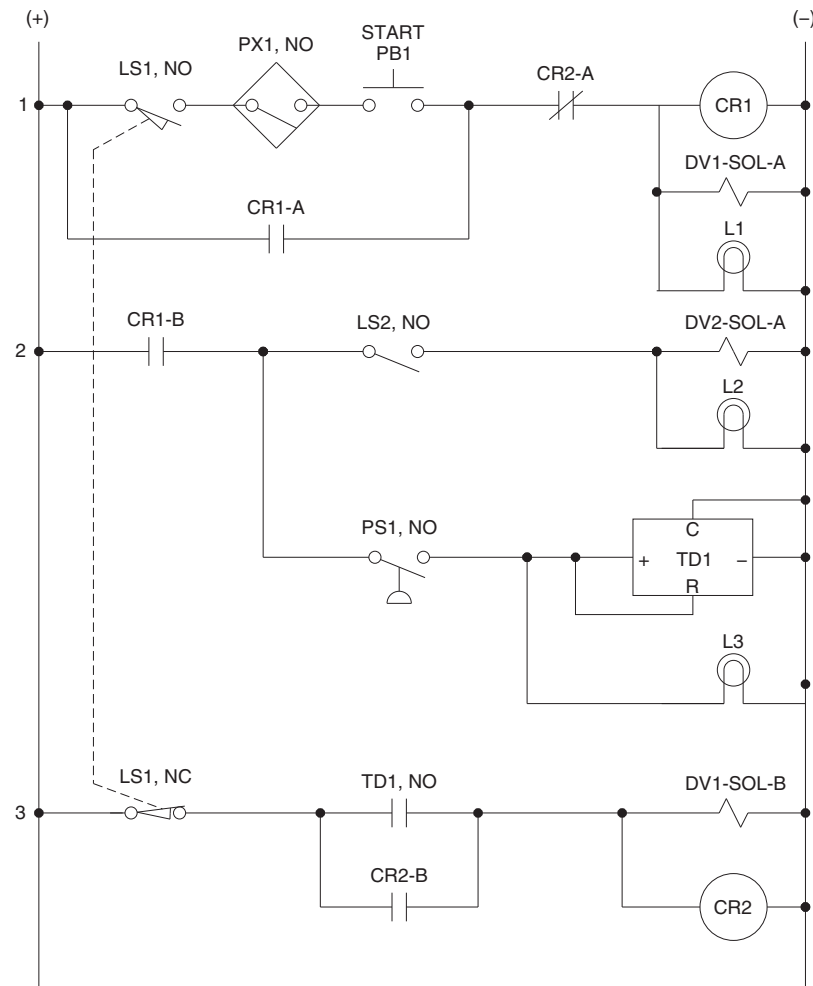 (+)
(–)
START
PB1
LS1, NO
PX1, NO
CR2-A
1
CR1
DV1-SOL-A
CR1-A
L1
CR1-B
LS2, NO
DV2-SOL-A
2
L2
PS1, NO
C
+ TD1 –
R
L3
LS1, NC
TD1, NO
DV1-SOL-B
3
CR2-B
CR2